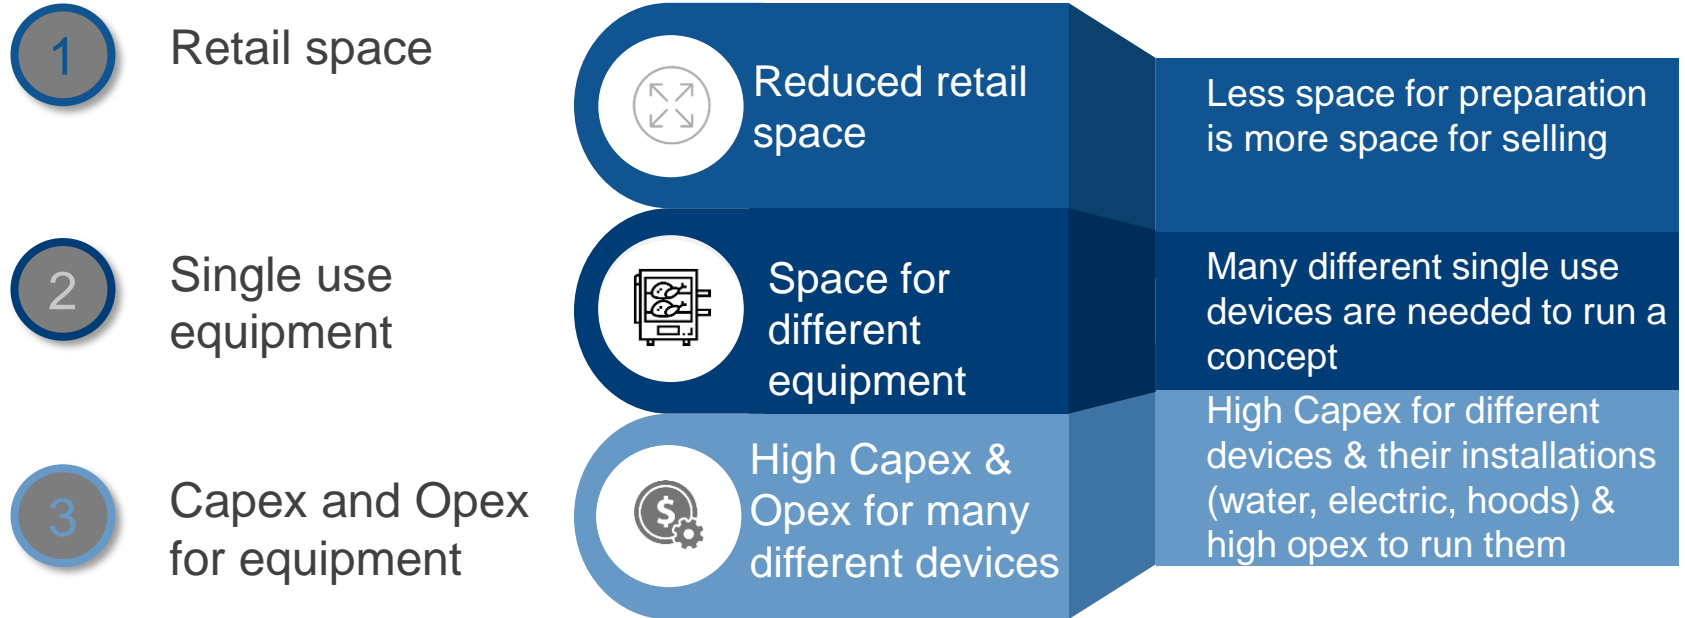 1
Retail space
Reduced retail
space
Less space for preparation
is more space for selling
2
Single use
equipment
Space for
different
equipment
Many different single use
devices are needed to run a
concept
3
Capex and Opex
for equipment
$
High Capex &
Opex for many
different devices
High Capex for different
devices & their installations
(water, electric, hoods) &
high opex to run them